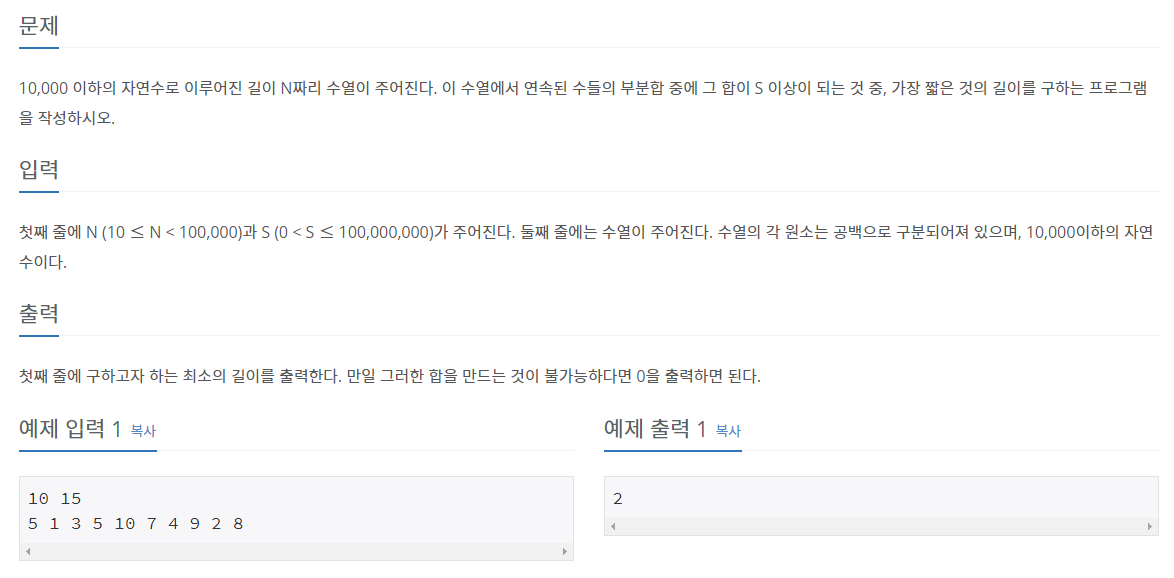 문제
10,000 이하의 자연수로 이루어진 길이 N짜리 수열이 주어진다. 이 수열에서 연속된 수들의 부분합 중에 그 합이 S 이상이 되는 것 중, 가장 짧은 것의 길이를 구하는 프로그램
을 작성하시오.
입력
첫째 줄에 N (10 ≤ N < 100,000)과 S (0 < S ≤ 100,000,000)가 주어진다. 둘째 줄에는 수열이 주어진다. 수열의 각 원소는 공백으로 구분되어져 있으며, 10,000이하의 자연
수이다.
출력
첫째 줄에 구하고자 하는 최소의 길이를 출력한다. 만일 그러한 합을 만드는 것이 불가능하다면 0을 출력하면 된다.
예제 입력 1 복사
10 15
5 1 3 5 10 7 4 9 2 8
예제 출력 1 복사
2